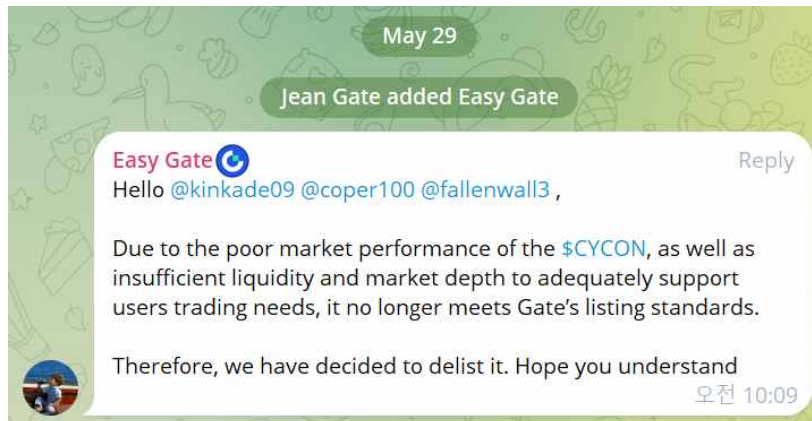 May 29
Jean Gate added Easy Gate
Easy Gate
Reply
Hello @kinkade09 @coper100 @fallenwall3 ,
Due to the poor market performance of the $CYCON, as well as
insufficient liquidity and market depth to adequately support
users trading needs, it no longer meets Gate’s listing standards.
Therefore, we have decided to delist it. Hope you understand
오전 10:09